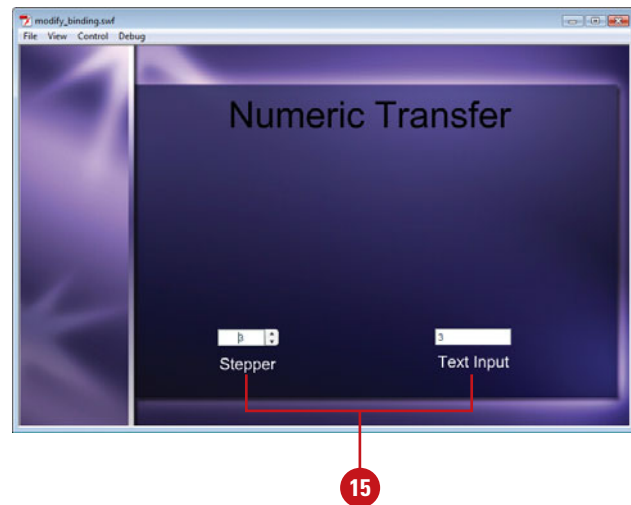 modify_binding.swf
File View Control Debug
Numeric Transfer
3
3
Stepper
Text Input
15